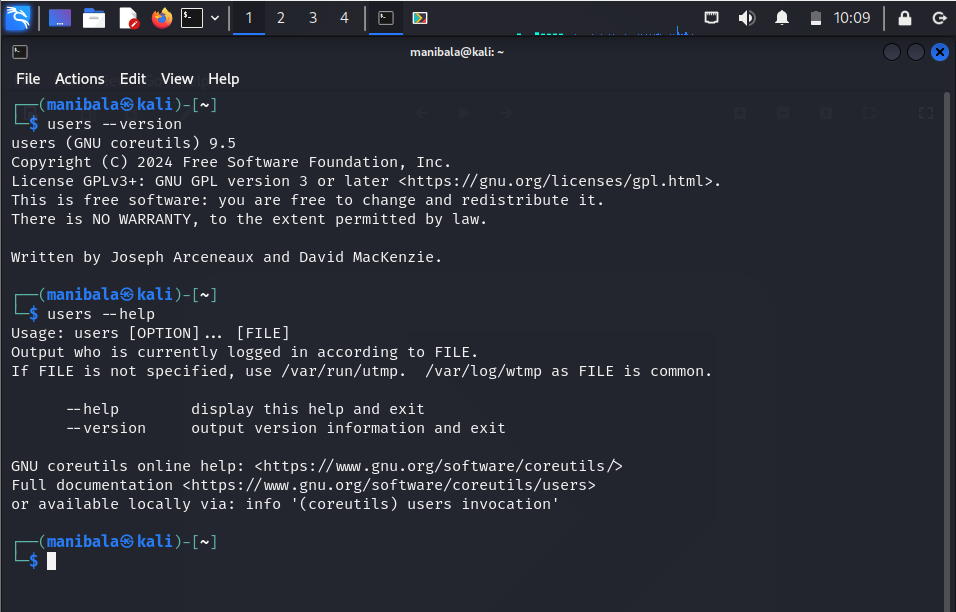 1 2 3 4 10:09
manibala@kali: ~
File Actions Edit View Help
┌──(manibala㉿kali)-[~]
└─$ users --version
users (GNU coreutils) 9.5
Copyright (C) 2024 Free Software Foundation, Inc.
License GPLv3+: GNU GPL version 3 or later <https://gnu.org/licenses/gpl.html>.
This is free software: you are free to change and redistribute it.
There is NO WARRANTY, to the extent permitted by law.
Written by Joseph Arceneaux and David MacKenzie.
┌──(manibala㉿kali)-[~]
└─$ users --help
Usage: users [OPTION]... [FILE]
Output who is currently logged in according to FILE.
If FILE is not specified, use /var/run/utmp.  /var/log/wtmp as FILE is common.
--help        display this help and exit
--version     output version information and exit
GNU coreutils online help: <https://www.gnu.org/software/coreutils/>
Full documentation <https://www.gnu.org/software/coreutils/users>
or available locally via: info '(coreutils) users invocation'
┌──(manibala㉿kali)-[~]
└─$